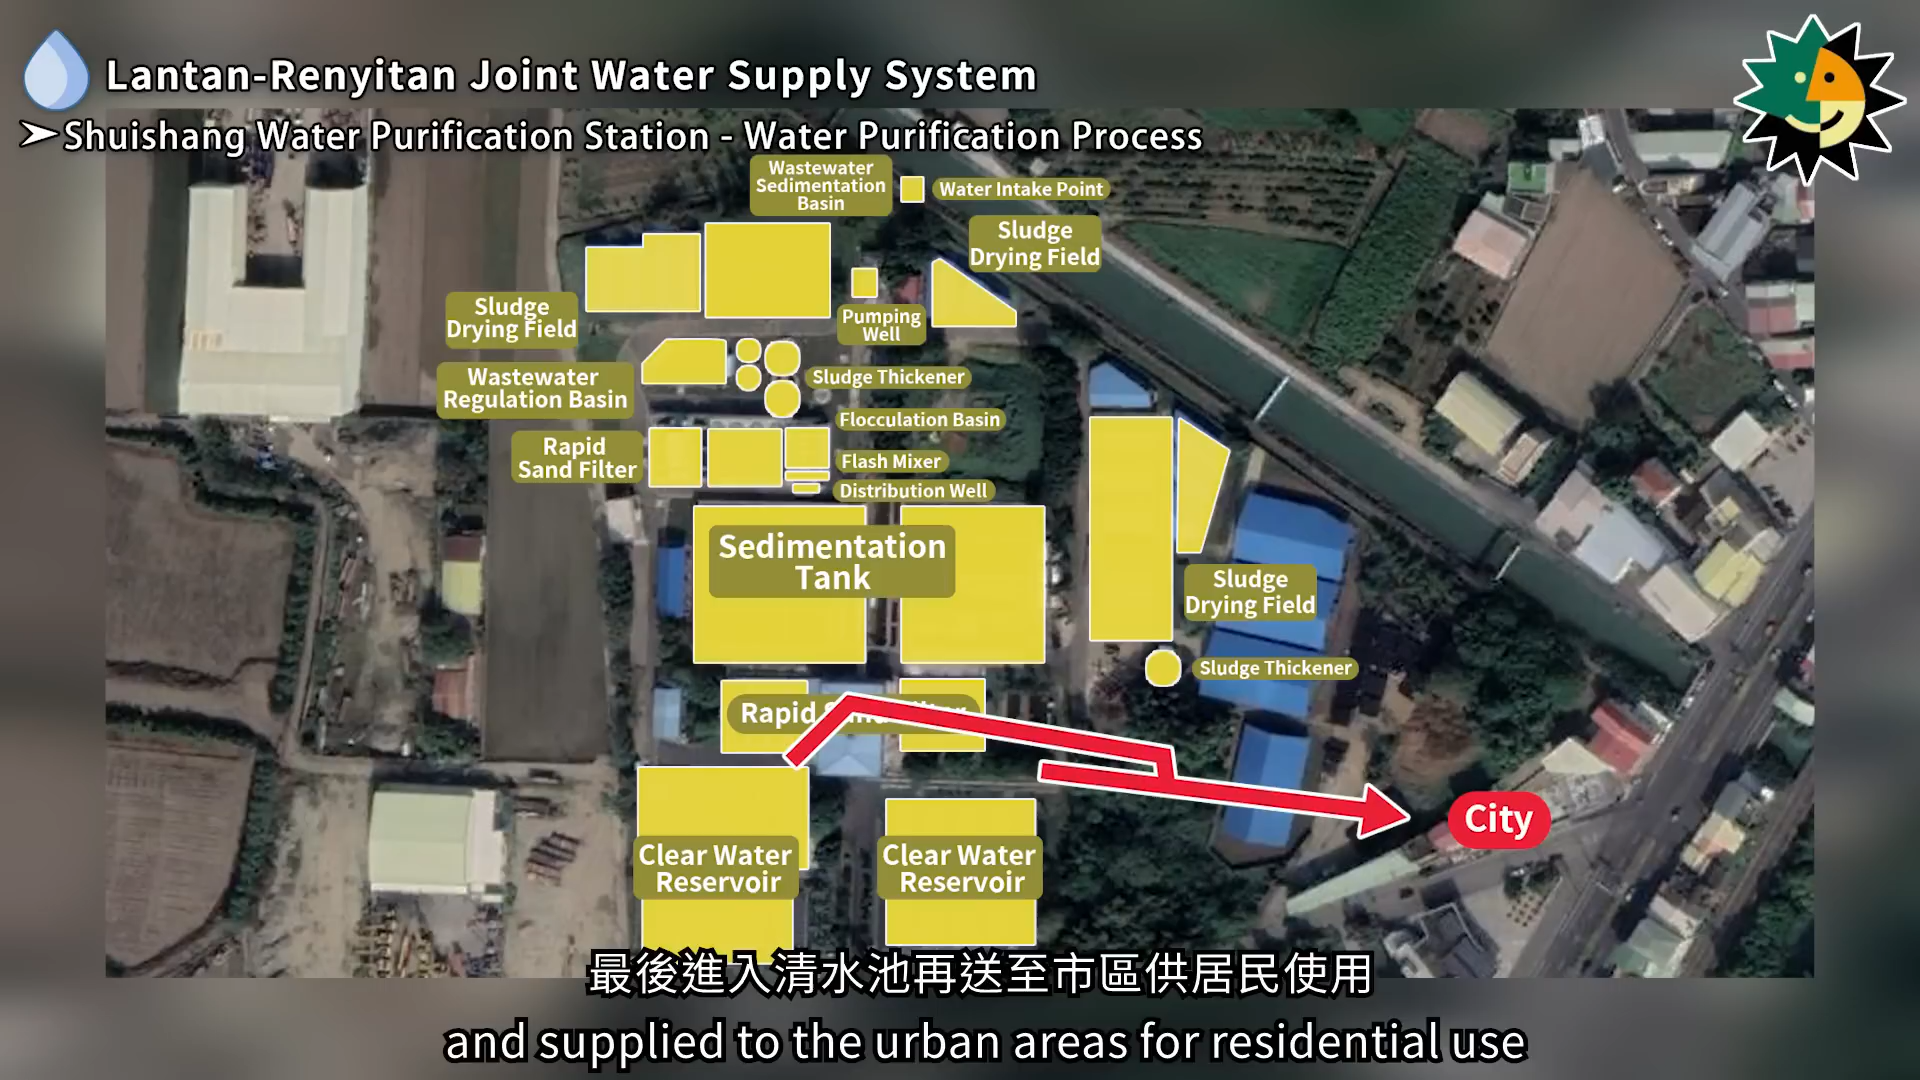 Lantan-Renyitan Joint Water Supply System
➤Shuishang Water Purification Station - Water Purification Process
Wastewater
Sedimentation
Basin
Water Intake Point
Sludge
Drying Field
Sludge
Drying Field
Pumping
Well
Wastewater
Regulation Basin
Sludge Thickener
Flocculation Basin
Rapid
Sand Filter
Flash Mixer
Distribution Well
Sedimentation
Tank
Sludge
Drying Field
Sludge Thickener
Rapid
City
Clear Water
Reservoir
Clear Water
Reservoir
最後進入清水池再送至市區供居民使用
and supplied to the urban areas for residential use